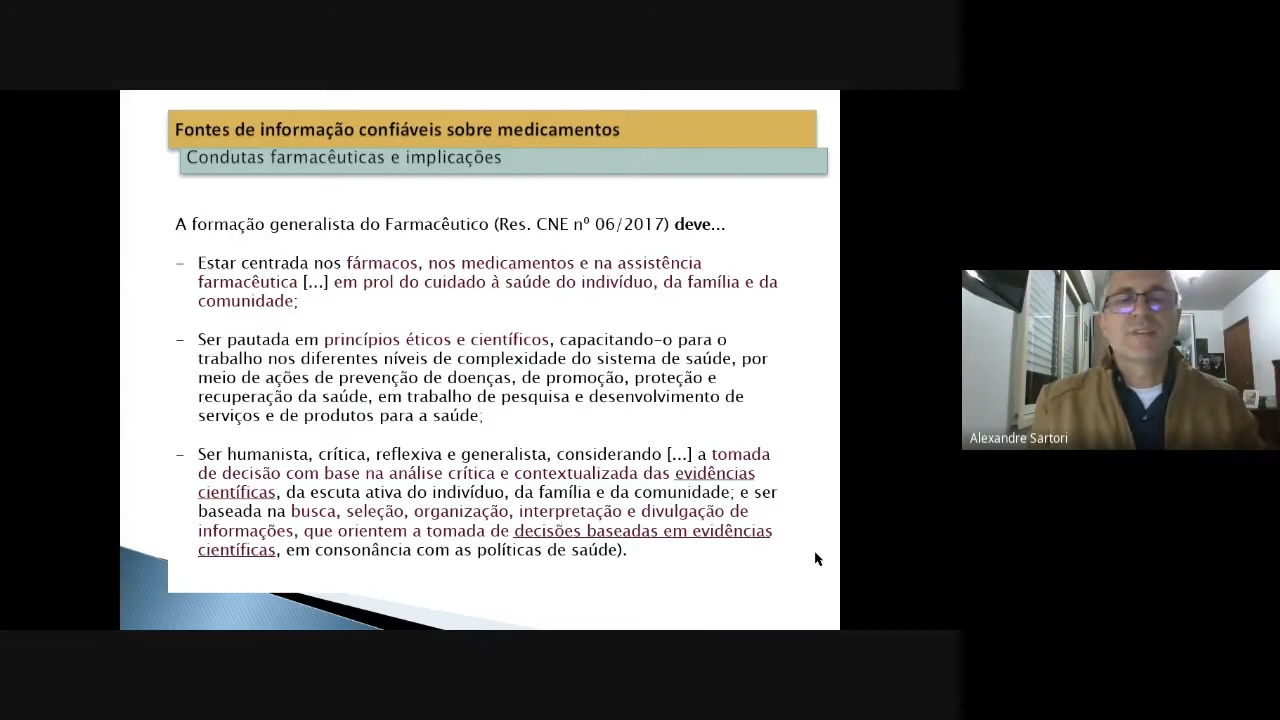 Fontes de informação confiáveis sobre medicamentos
Condutas farmacêuticas e implicações
A formação generalista do Farmacêutico (Res. CNE nº 06/2017) deve...
– Estar centrada nos fármacos, nos medicamentos e na assistência
farmacêutica [...] em prol do cuidado à saúde do indivíduo, da família e da
comunidade;
– Ser pautada em princípios éticos e científicos, capacitando-o para o
trabalho nos diferentes níveis de complexidade do sistema de saúde, por
meio de ações de prevenção de doenças, de promoção, proteção e
recuperação da saúde, em trabalho de pesquisa e desenvolvimento de
serviços e de produtos para a saúde;
– Ser humanista, crítica, reflexiva e generalista, considerando [...] a tomada
de decisão com base na análise crítica e contextualizada das evidências
científicas, da escuta ativa do indivíduo, da família e da comunidade; e ser
baseada na busca, seleção, organização, interpretação e divulgação de
informações, que orientem a tomada de decisões baseadas em evidências
científicas, em consonância com as políticas de saúde).
Alexandre Sartori